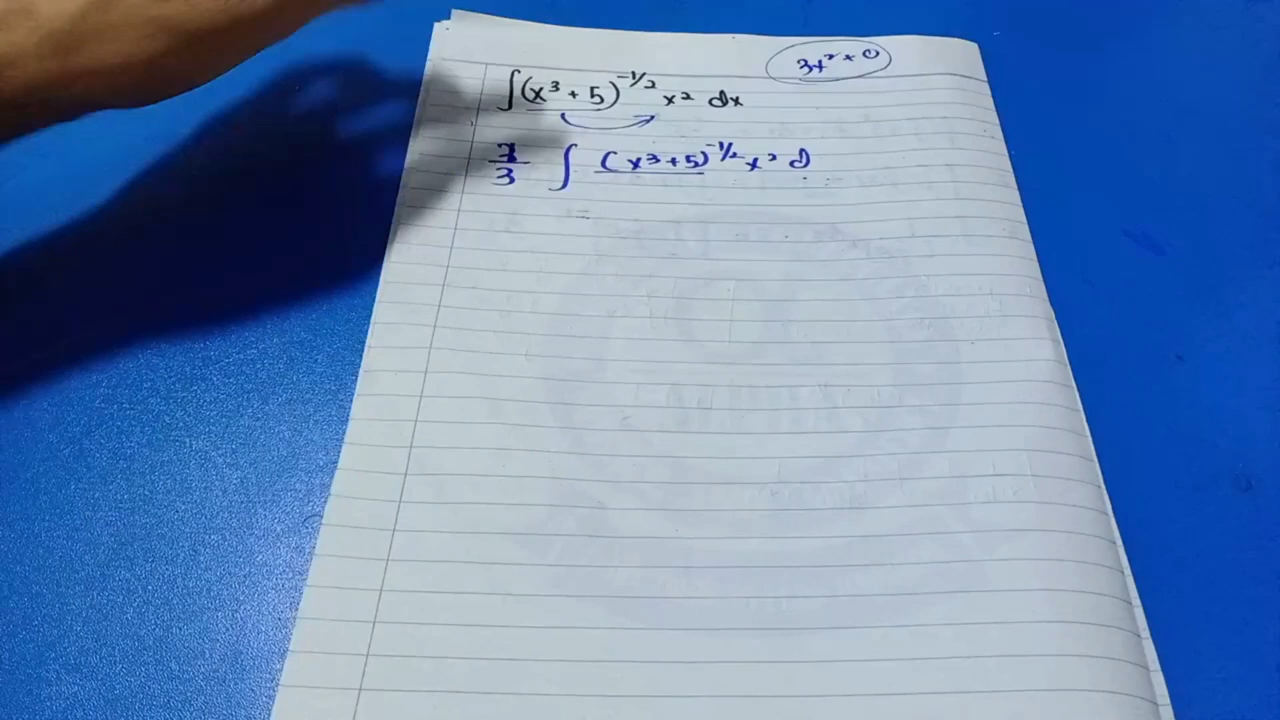 3x² + 0
∫(x³ + 5)^-1/2 x² dx
1/3 ∫ (x³+5)^-1/2 x² d